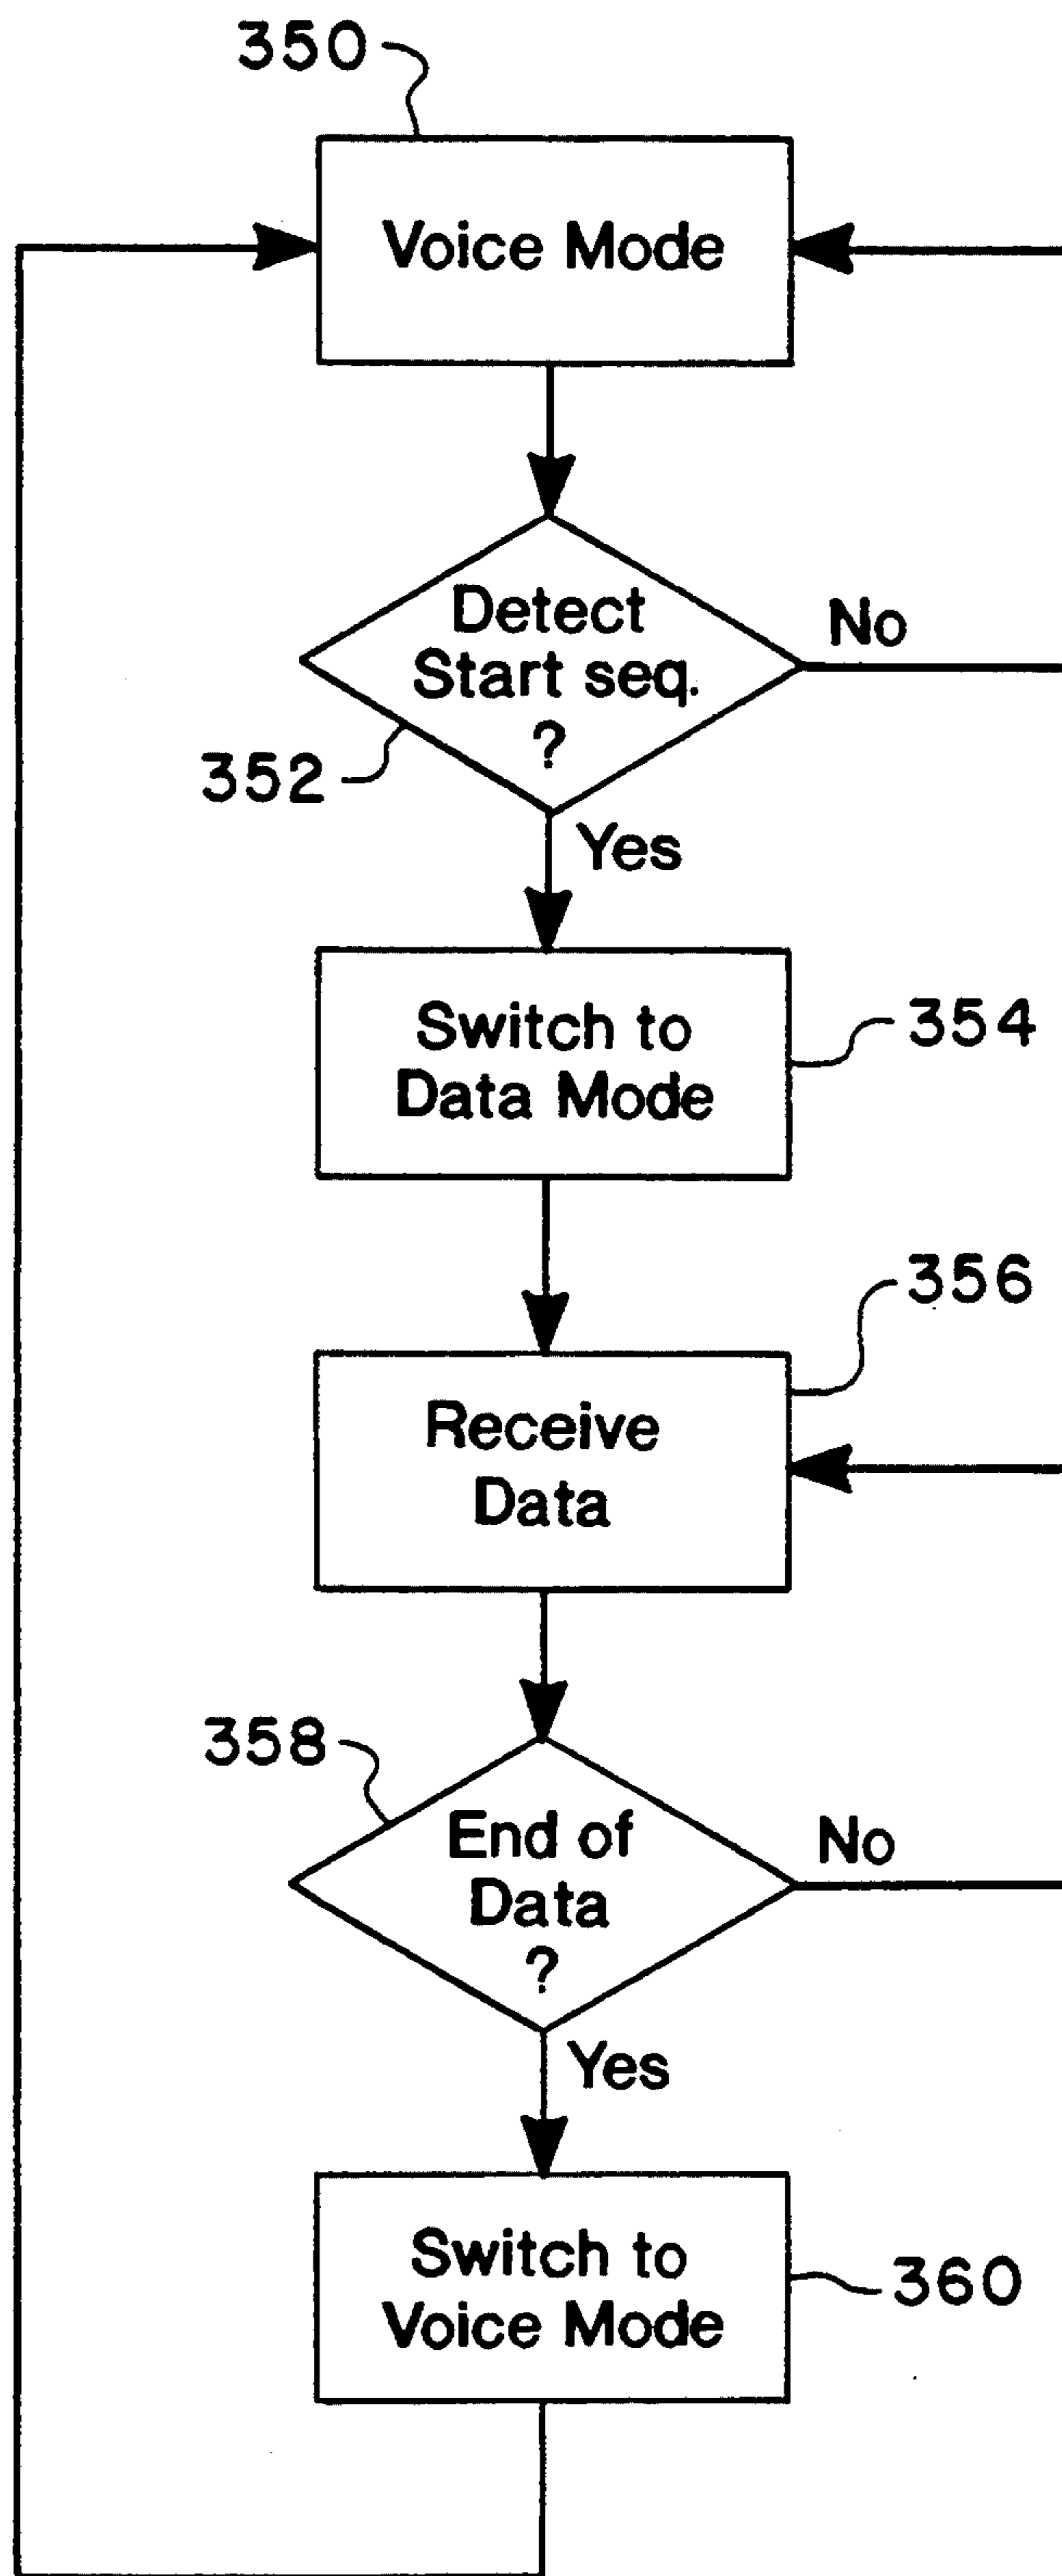 350
Voice Mode
Detect
Start seq.
?
No
352
Yes
Switch to
Data Mode
354
356
Receive
Data
358
End of
Data
?
No
Yes
Switch to
Voice Mode
360